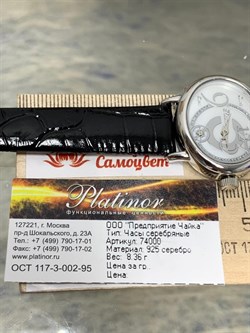 Самоцвет
Platinor
функциональные ценности
127221, г. Москва
пр-д Шокальского, д. 23А
Тел.: +7 (499) 790-17-01
Факс: +7 (499) 790-17-02
www.platinor.ru
ОСТ 117-3-002-95
ООО "Предприятие Чайка"
Тип: Часы серебряные
Артикул: 74000
Материал: 925 серебро
Вес: 8.36 г.
Цена за гр.:
Цена: